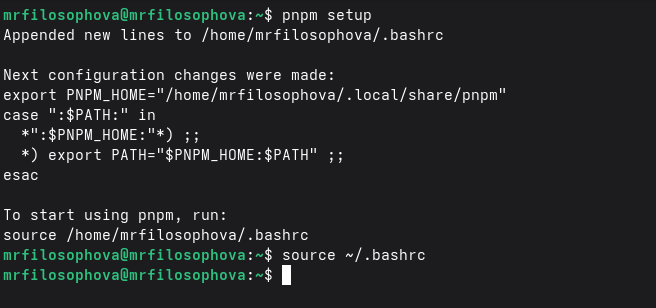 mrfilosophova@mrfilosophova:~$ pnpm setup
Appended new lines to /home/mrfilosophova/.bashrc

Next configuration changes were made:
export PNPM_HOME="/home/mrfilosophova/.local/share/pnpm"
case ":$PATH:" in
  *":$PNPM_HOME:"*) ;;
  *) export PATH="$PNPM_HOME:$PATH" ;;
esac

To start using pnpm, run:
source /home/mrfilosophova/.bashrc
mrfilosophova@mrfilosophova:~$ source ~/.bashrc
mrfilosophova@mrfilosophova:~$